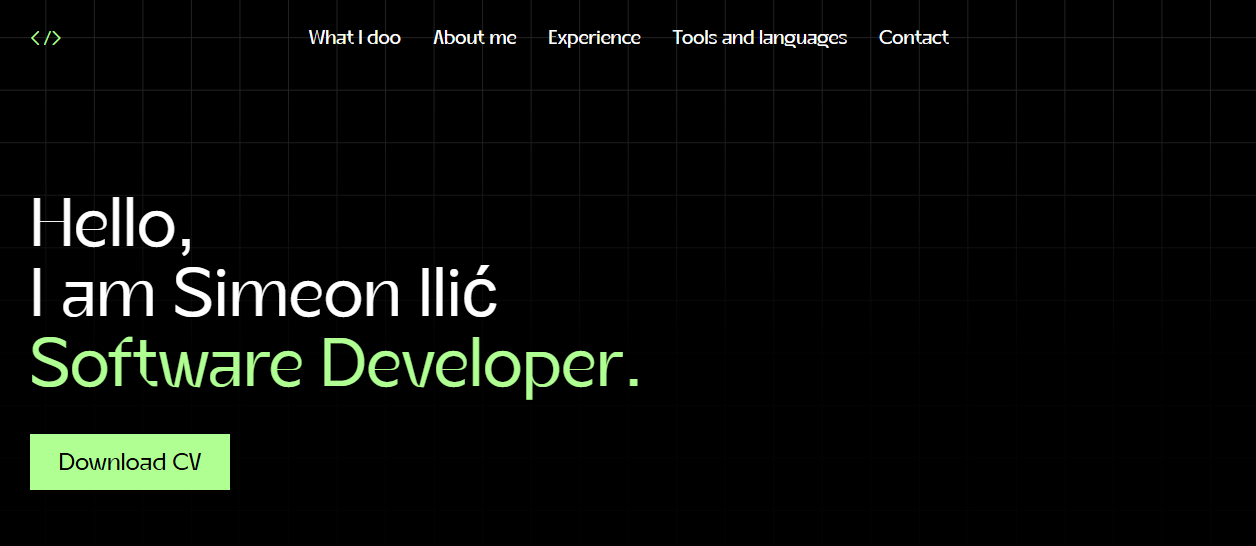 </>
What I doo About me Experience Tools and languages Contact
Hello,
I am Simeon Ilić
Software Developer.
Download CV